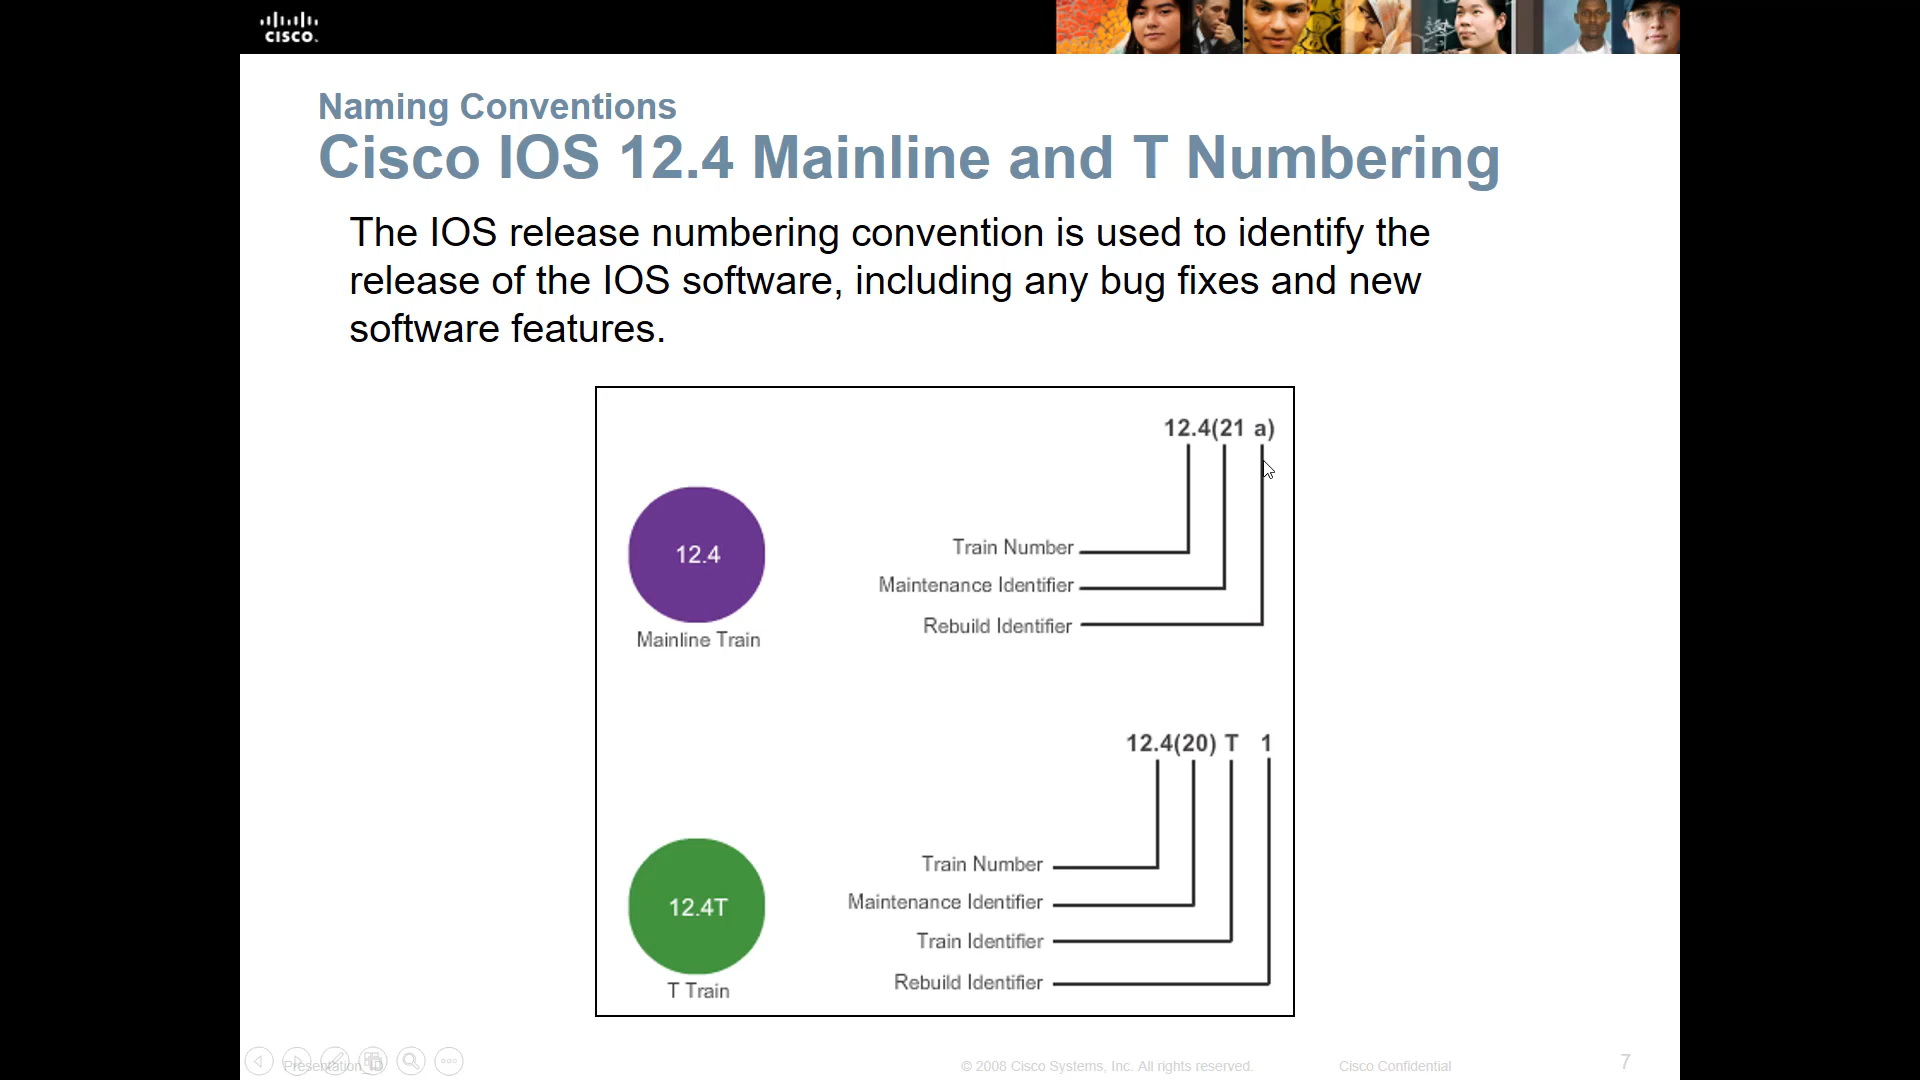 CISCO.
Naming Conventions
Cisco IOS 12.4 Mainline and T Numbering
The IOS release numbering convention is used to identify the
release of the IOS software, including any bug fixes and new
software features.
12.4(21 a)
12.4
Train Number
Maintenance Identifier
Rebuild Identifier
Mainline Train
12.4(20) T 1
12.4T
Train Number
Maintenance Identifier
Train Identifier
Rebuild Identifier
T Train
Presentation_ID
© 2008 Cisco Systems, Inc. All rights reserved.
Cisco Confidential
7